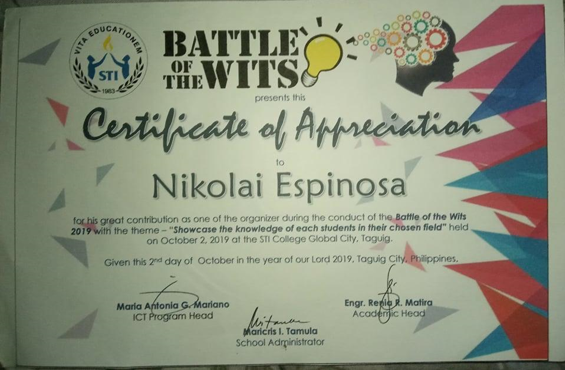 VITA EDUCATIONEM
STI
1983
BATTLE
OF
THE WITS
presents this
Certificate of Appreciation
to
Nikolai Espinosa
for his great contribution as one of the organizer during the conduct of the Battle of the Wits
2019 with the theme – "Showcase the knowledge of each students in their chosen field" held
on October 2, 2019 at the STI College Global City, Taguig.
Given this 2nd day of October in the year of our Lord 2019, Taguig City, Philippines.
Maria Antonia G. Mariano
ICT Program Head
Engr. Renia R. Matira
Academic Head
Maricris I. Tamula
School Administrator